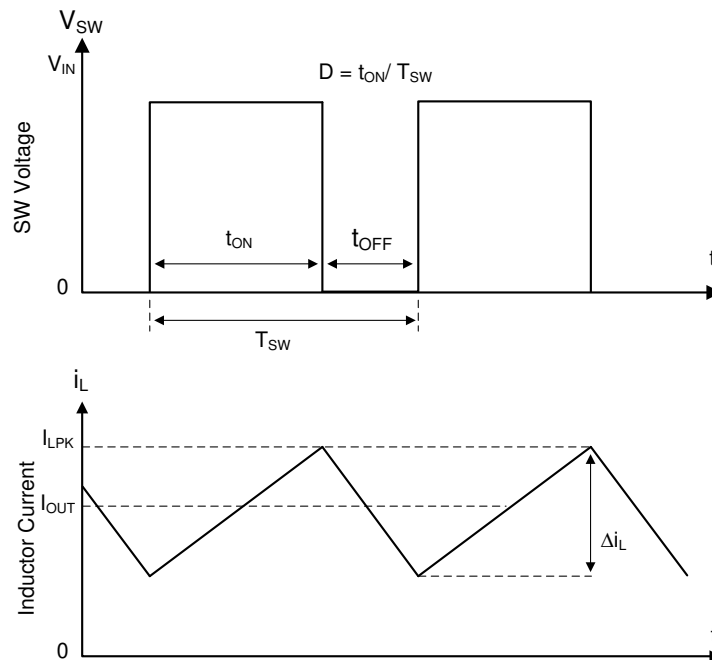 V_SW
V_IN
D = t_ON/ T_SW
SW Voltage
t_ON
t_OFF
t
0
T_SW
i_L
I_LPK
I_OUT
Δi_L
Inductor Current
0